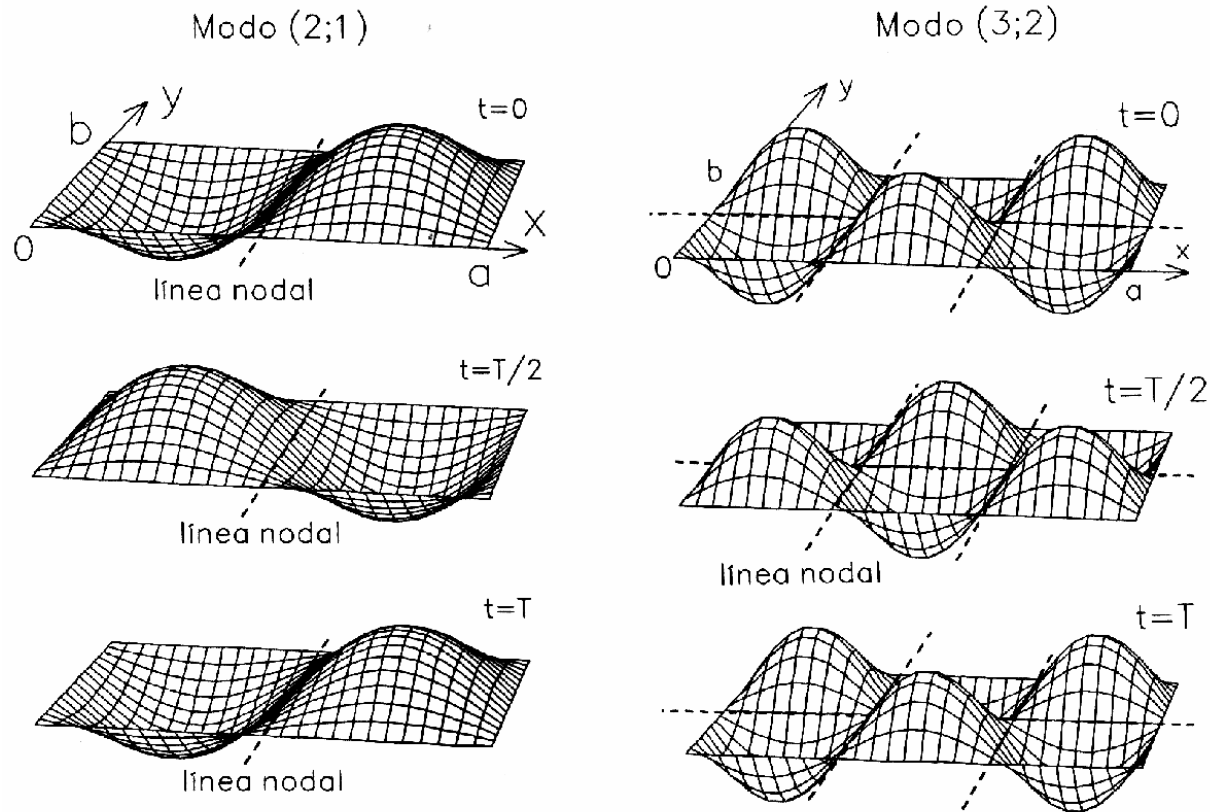 Modo (2;1)
y
b
t=0
0
a
X
línea nodal
t=T/2
línea nodal
t=T
línea nodal
Modo (3;2)
y
t=0
b
0
x
a
t=T/2
línea nodal
t=T